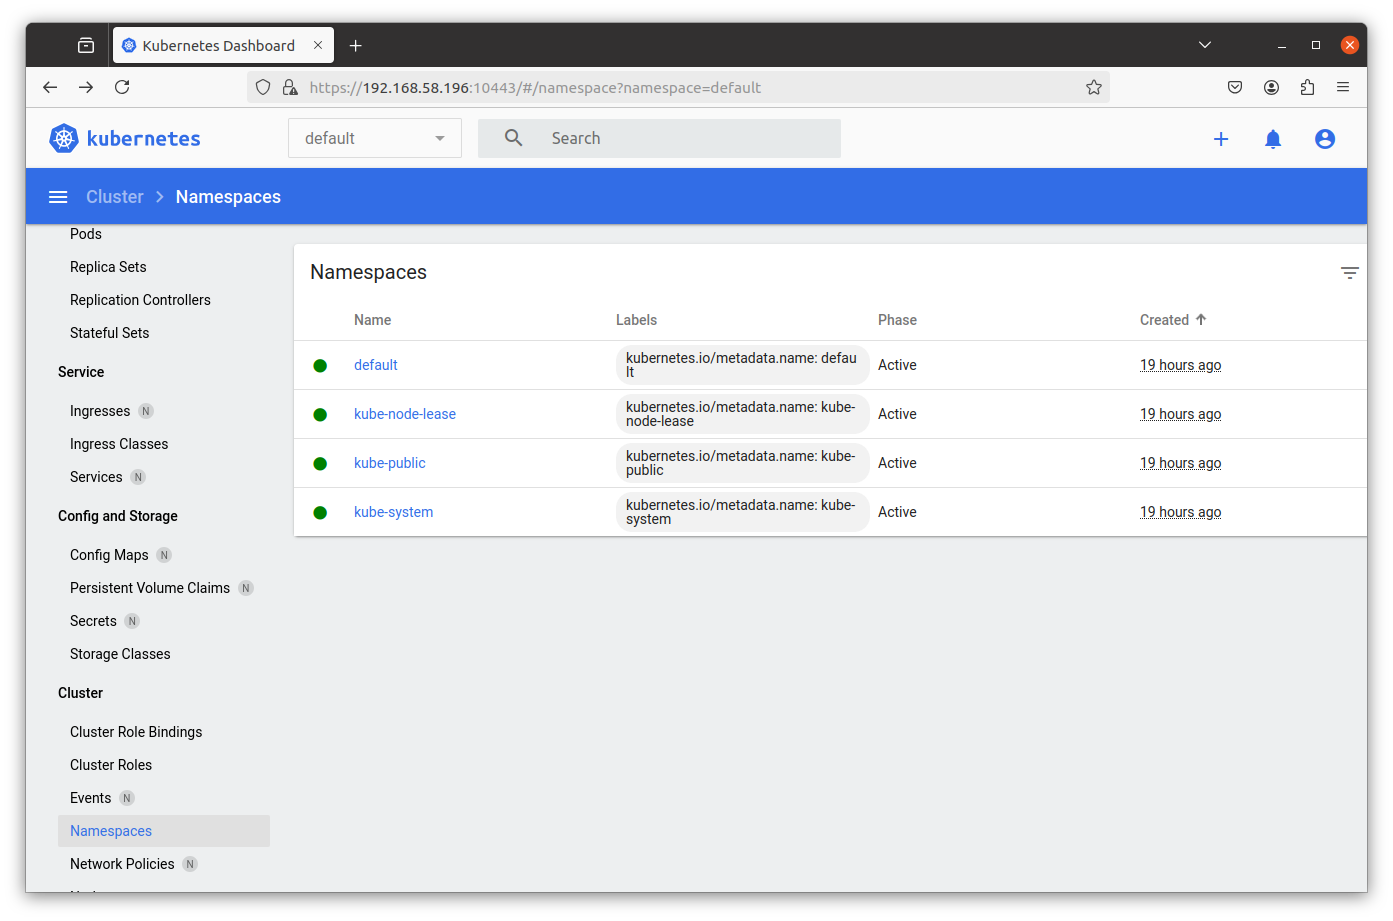 Kubernetes Dashboard
https://192.168.58.196:10443/#/namespace?namespace=default
kubernetes
default
Search
Cluster
Namespaces
Pods
Replica Sets
Replication Controllers
Stateful Sets
Service
Ingresses N
Ingress Classes
Services N
Config and Storage
Config Maps N
Persistent Volume Claims N
Secrets N
Storage Classes
Cluster
Cluster Role Bindings
Cluster Roles
Events N
Namespaces
Network Policies N
Namespaces
Name Labels Phase Created
default kubernetes.io/metadata.name: defau Active 19 hours ago
lt
kube-node-lease kubernetes.io/metadata.name: kube- Active 19 hours ago
node-lease
kube-public kubernetes.io/metadata.name: kube- Active 19 hours ago
public
kube-system kubernetes.io/metadata.name: kube- Active 19 hours ago
system